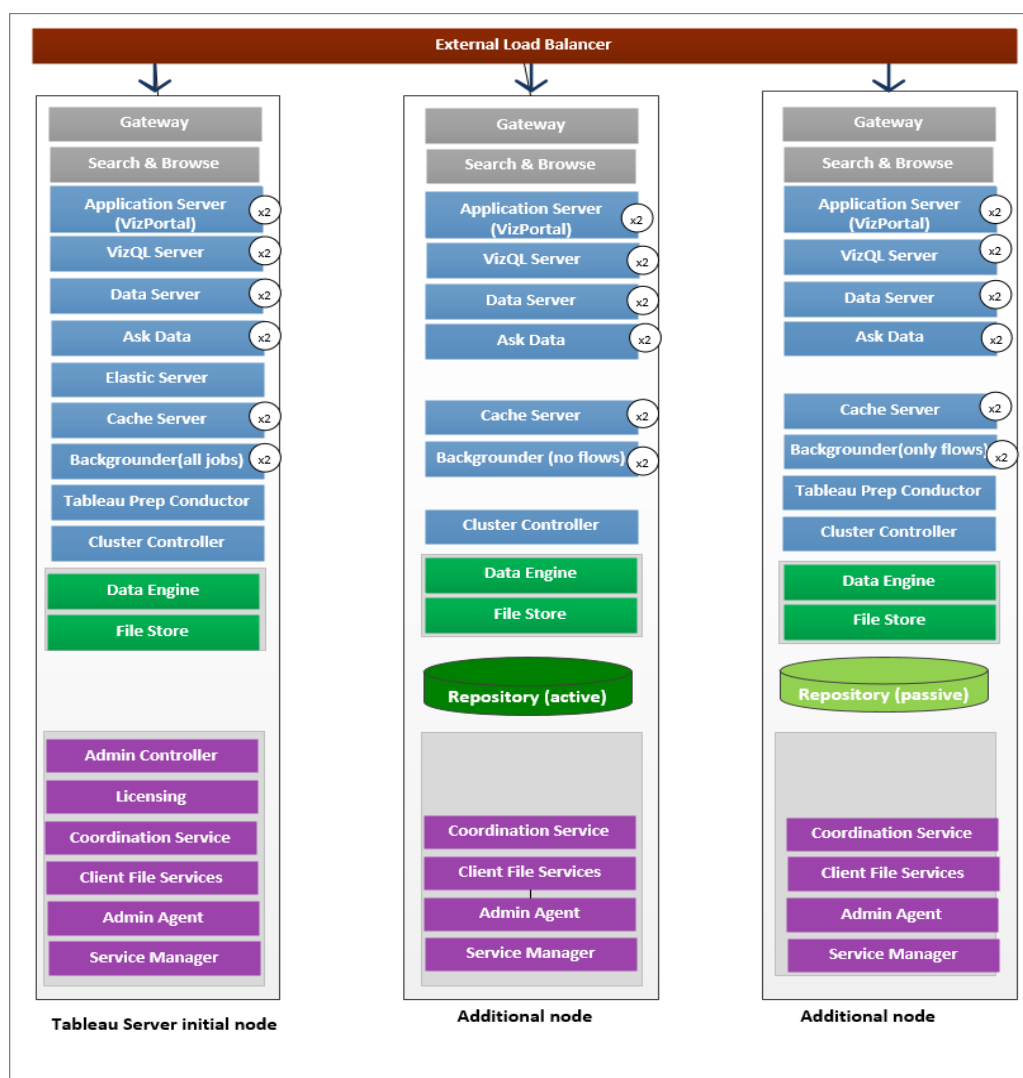 External Load Balancer
Gateway
Search & Browse
Application Server
(VizPortal)
x2
VizQL Server
x2
Data Server
x2
Ask Data
x2
Elastic Server
Cache Server
x2
Backgrounder(all jobs)
x2
Tableau Prep Conductor
Cluster Controller
Data Engine
File Store
Admin Controller
Licensing
Coordination Service
Client File Services
Admin Agent
Service Manager
Tableau Server initial node
Gateway
Search & Browse
Application Server
(VizPortal)
x2
VizQL Server
x2
Data Server
x2
Ask Data
x2
Cache Server
x2
Backgrounder (no flows)
x2
Cluster Controller
Data Engine
File Store
Repository (active)
Coordination Service
Client File Services
Admin Agent
Service Manager
Additional node
Gateway
Search & Browse
Application Server
(VizPortal)
x2
VizQL Server
x2
Data Server
x2
Ask Data
x2
Cache Server
x2
Backgrounder(only flows)
x2
Tableau Prep Conductor
Cluster Controller
Data Engine
File Store
Repository (passive)
Coordination Service
Client File Services
Admin Agent
Service Manager
Additional node